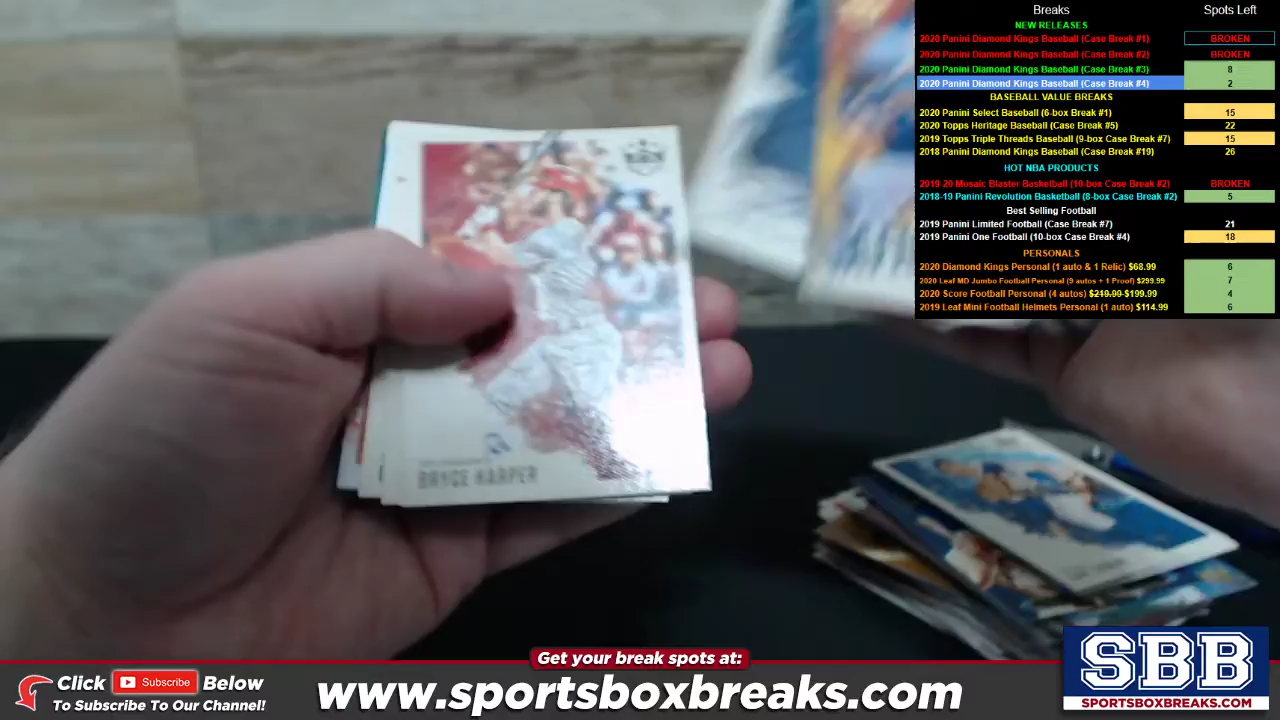 Breaks Spots Left
NEW RELEASES
2020 Panini Diamond Kings Baseball (Case Break #1) BROKEN
2020 Panini Diamond Kings Baseball (Case Break #2) BROKEN
2020 Panini Diamond Kings Baseball (Case Break #3) 8
2020 Panini Diamond Kings Baseball (Case Break #4) 2
BASEBALL VALUE BREAKS
2020 Panini Select Baseball (6-box Break #1) 15
2020 Topps Heritage Baseball (Case Break #5) 22
2019 Topps Triple Threads Baseball (9-box Case Break #7) 15
2018 Panini Diamond Kings Baseball (Case Break #19) 26
HOT NBA PRODUCTS
2019-20 Mosaic Blaster Basketball (10-box Case Break #2) BROKEN
2018-19 Panini Revolution Basketball (8-box Case Break #2) 5
Best Selling Football
2019 Panini Limited Football (Case Break #7) 21
2019 Panini One Football (10-box Case Break #4) 18
PERSONALS
2020 Diamond Kings Personal (1 auto & 1 Relic) $68.99 6
2020 Leaf MD Jumbo Football Personal (9 autos + 1 Proof) $299.99 7
2020 Score Football Personal (4 autos) $219.99 $199.99 4
2019 Leaf Mini Football Helmets Personal (1 auto) $114.99 6
BRYCE HARPER
Get your break spots at:
Click Subscribe Below
To Subscribe To Our Channel!
www.sportsboxbreaks.com
SBB
SPORTSBOXBREAKS.COM